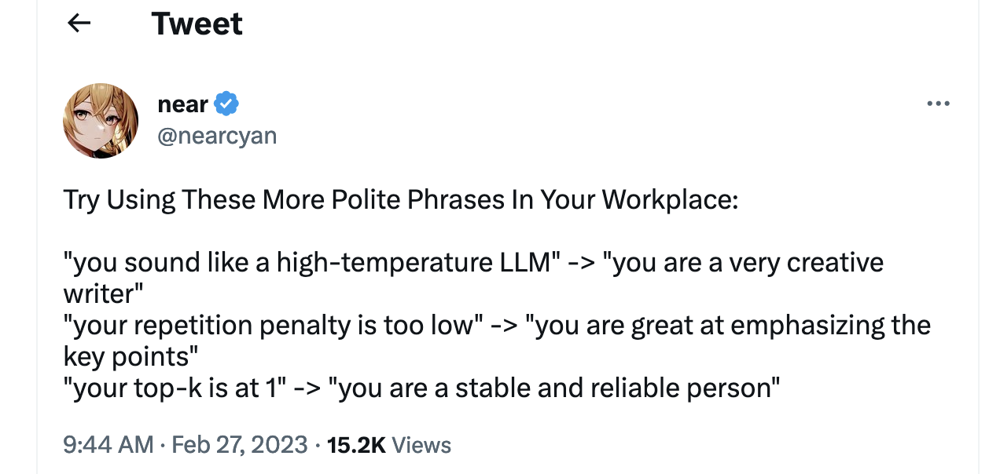 Tweet
near
@nearcyan
Try Using These More Polite Phrases In Your Workplace:
"you sound like a high-temperature LLM" -> "you are a very creative
writer"
"your repetition penalty is too low" -> "you are great at emphasizing the
key points"
"your top-k is at 1" -> "you are a stable and reliable person"
9:44 AM · Feb 27, 2023 · 15.2K Views